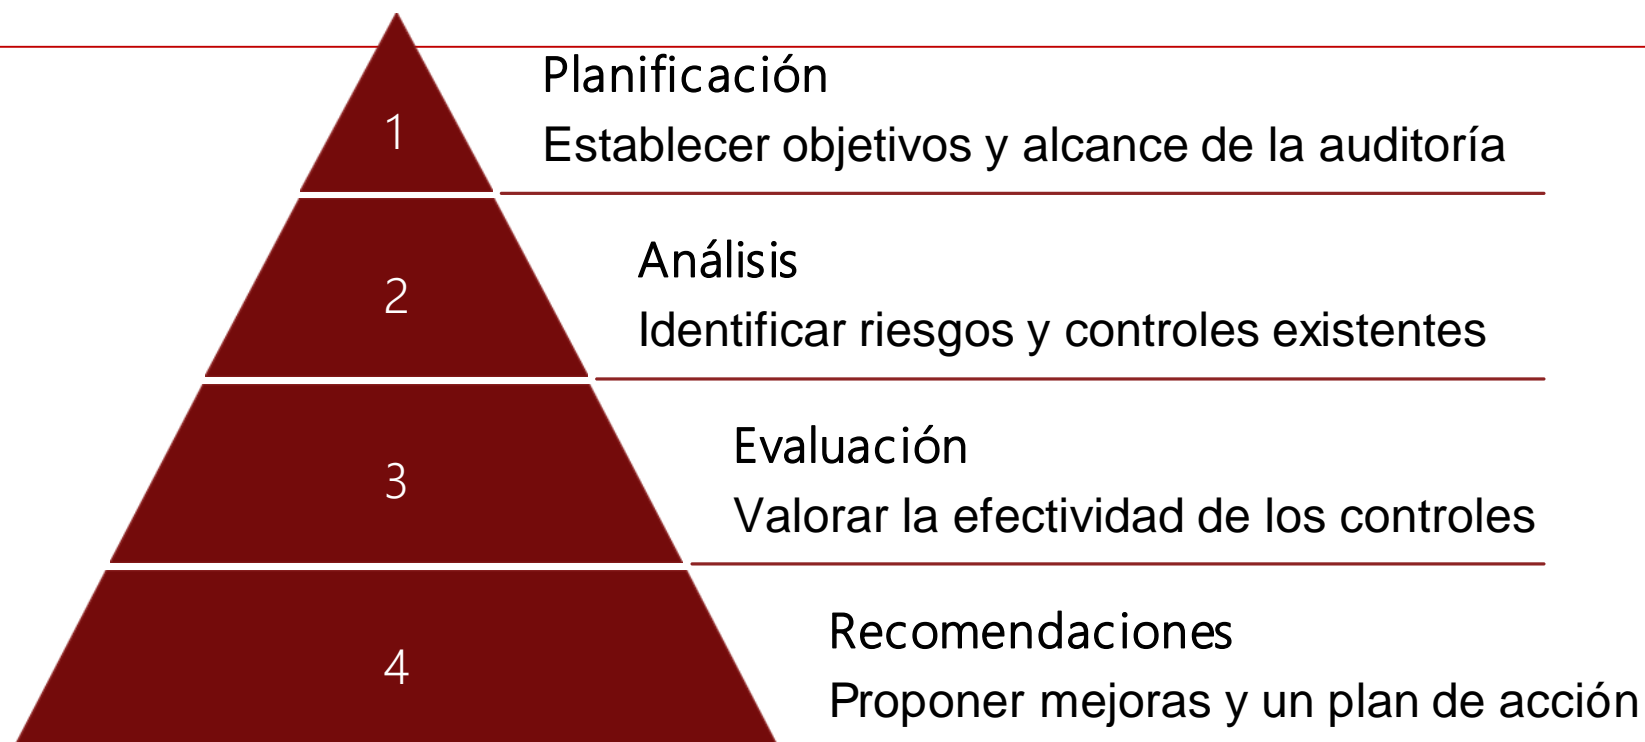 1
Planificación
Establecer objetivos y alcance de la auditoría
2
Análisis
Identificar riesgos y controles existentes
3
Evaluación
Valorar la efectividad de los controles
4
Recomendaciones
Proponer mejoras y un plan de acción